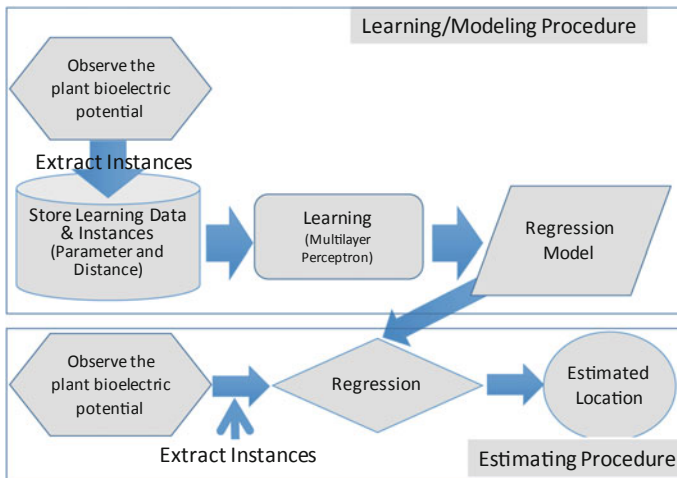 Learning/Modeling Procedure
Observe the
plant bioelectric
potential
Extract Instances
Store Learning Data
& Instances
(Parameter and
Distance)
Learning
(Multilayer
Perceptron)
Regression
Model
Observe the
plant bioelectric
potential
Regression
Estimated
Location
Extract Instances
Estimating Procedure